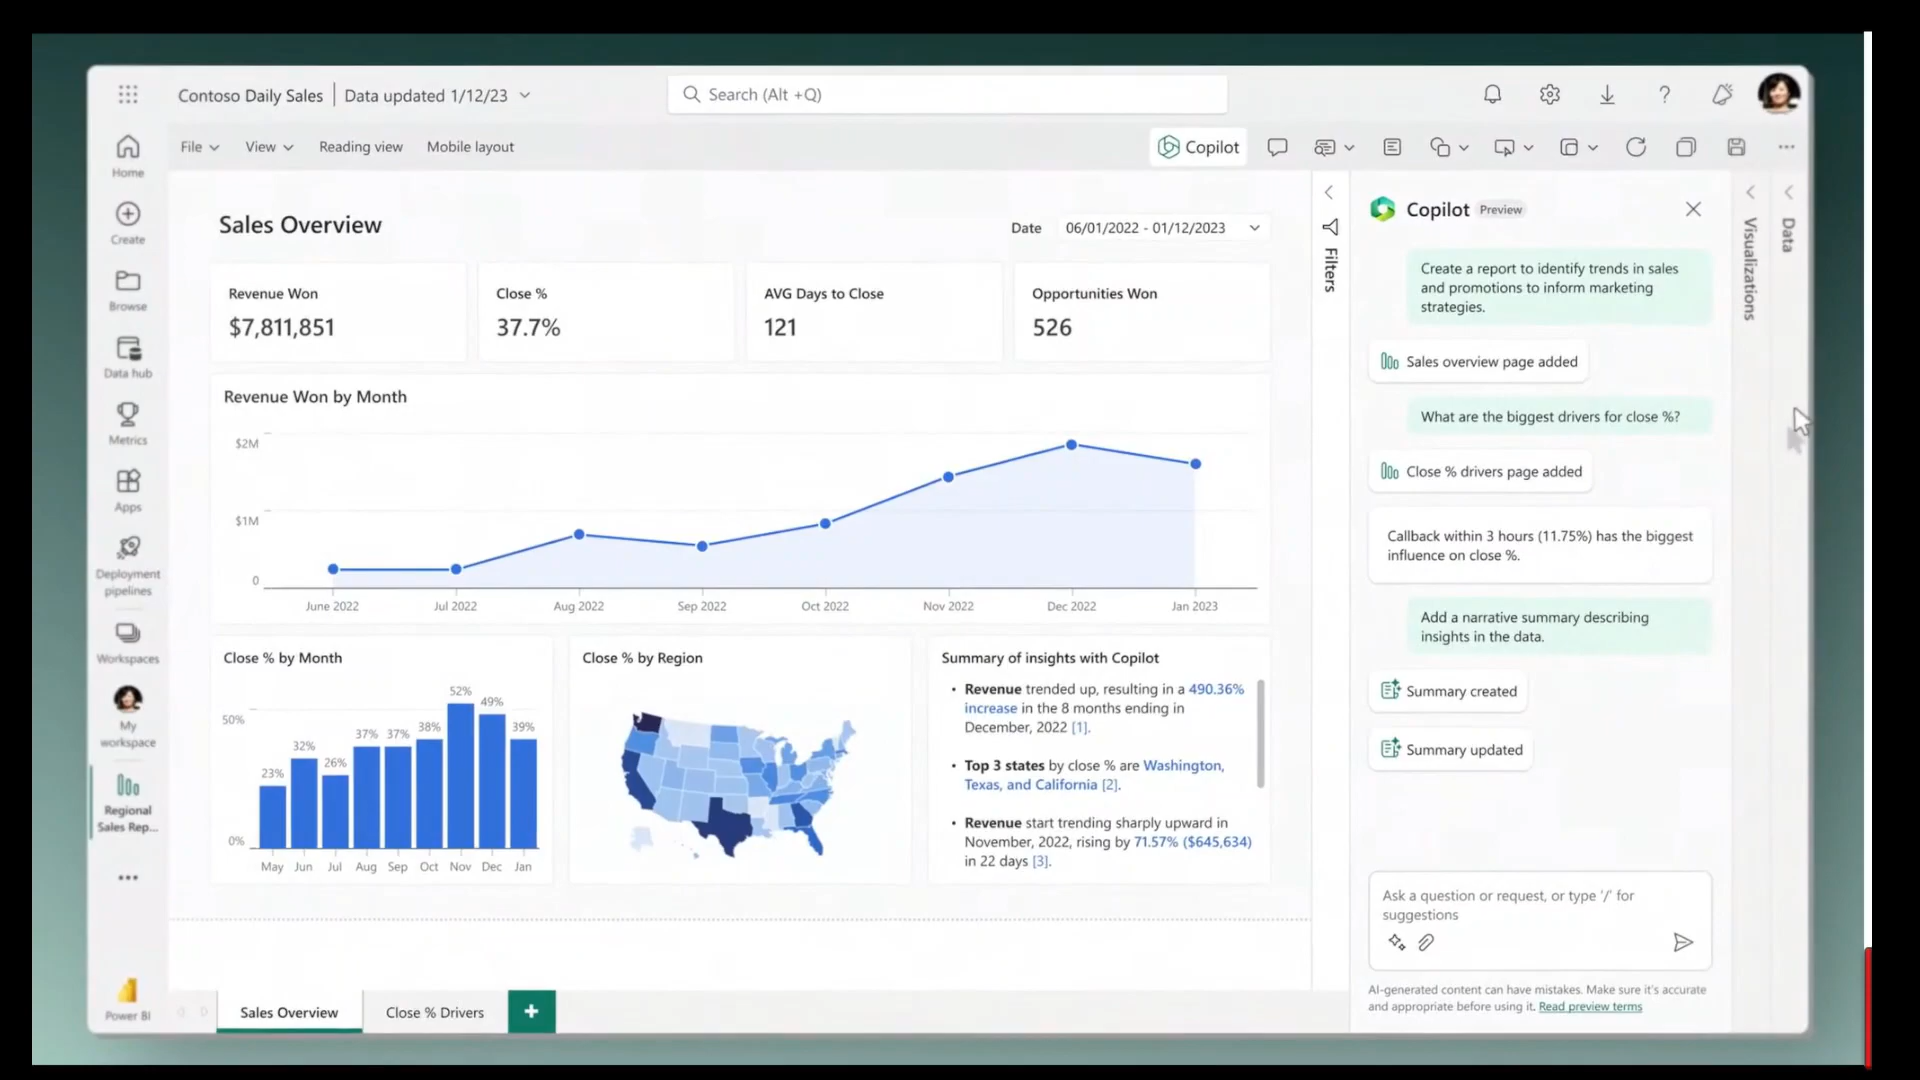 Contoso Daily Sales
Data updated 1/12/23
Search (Alt +Q)
File
View
Reading view
Mobile layout
Copilot
Home
Create
Browse
Data hub
Metrics
Apps
Deployment
pipelines
Workspaces
My
workspace
Regional
Sales Rep...
Power BI
Sales Overview
Date
06/01/2022 - 01/12/2023
Revenue Won
$7,811,851
Close %
37.7%
AVG Days to Close
121
Opportunities Won
526
Revenue Won by Month
$2M
$1M
0
June 2022
Jul 2022
Aug 2022
Sep 2022
Oct 2022
Nov 2022
Dec 2022
Jan 2023
Close % by Month
50%
0%
23%
32%
26%
37%
37%
38%
52%
49%
39%
May
Jun
Jul
Aug
Sep
Oct
Nov
Dec
Jan
Close % by Region
Summary of insights with Copilot
• Revenue trended up, resulting in a 490.36%
increase in the 8 months ending in
December, 2022 [1].
• Top 3 states by close % are Washington,
Texas, and California [2].
• Revenue start trending sharply upward in
November, 2022, rising by 71.57% ($645,634)
in 22 days [3].
Sales Overview
Close % Drivers
+
Filters
Copilot
Preview
Create a report to identify trends in sales
and promotions to inform marketing
strategies.
Sales overview page added
What are the biggest drivers for close %?
Close % drivers page added
Callback within 3 hours (11.75%) has the biggest
influence on close %.
Add a narrative summary describing
insights in the data.
Summary created
Summary updated
Ask a question or request, or type '/' for
suggestions
AI-generated content can have mistakes. Make sure it's accurate
and appropriate before using it. Read preview terms
Visualizations
Data